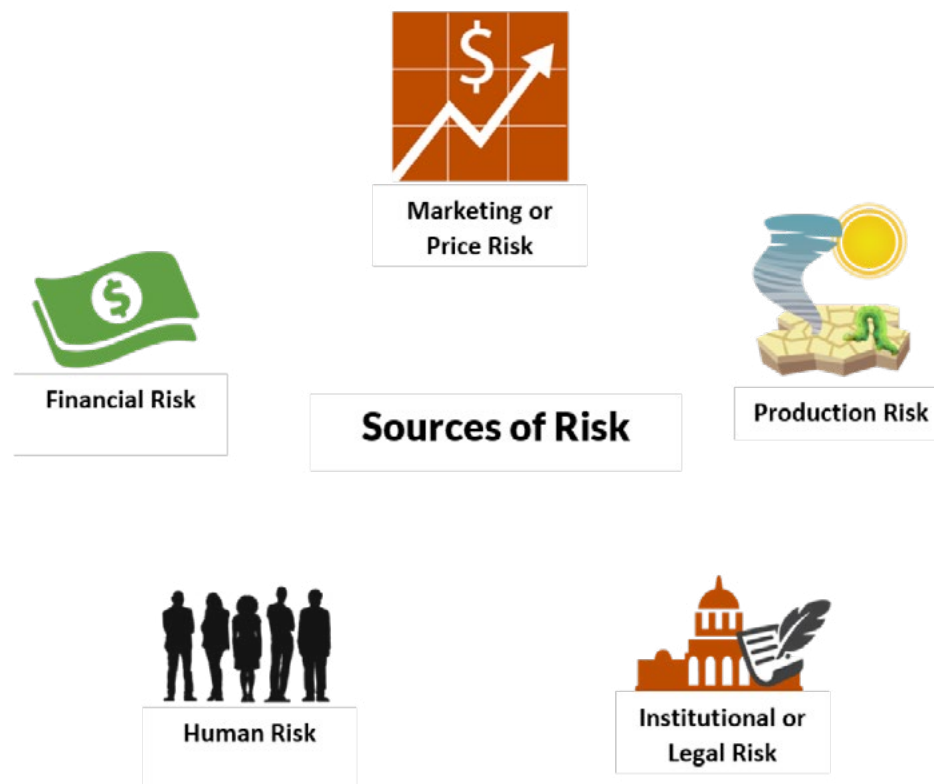 $
Marketing or
Price Risk
$
Financial Risk
Production Risk
Sources of Risk
Human Risk
Institutional or
Legal Risk